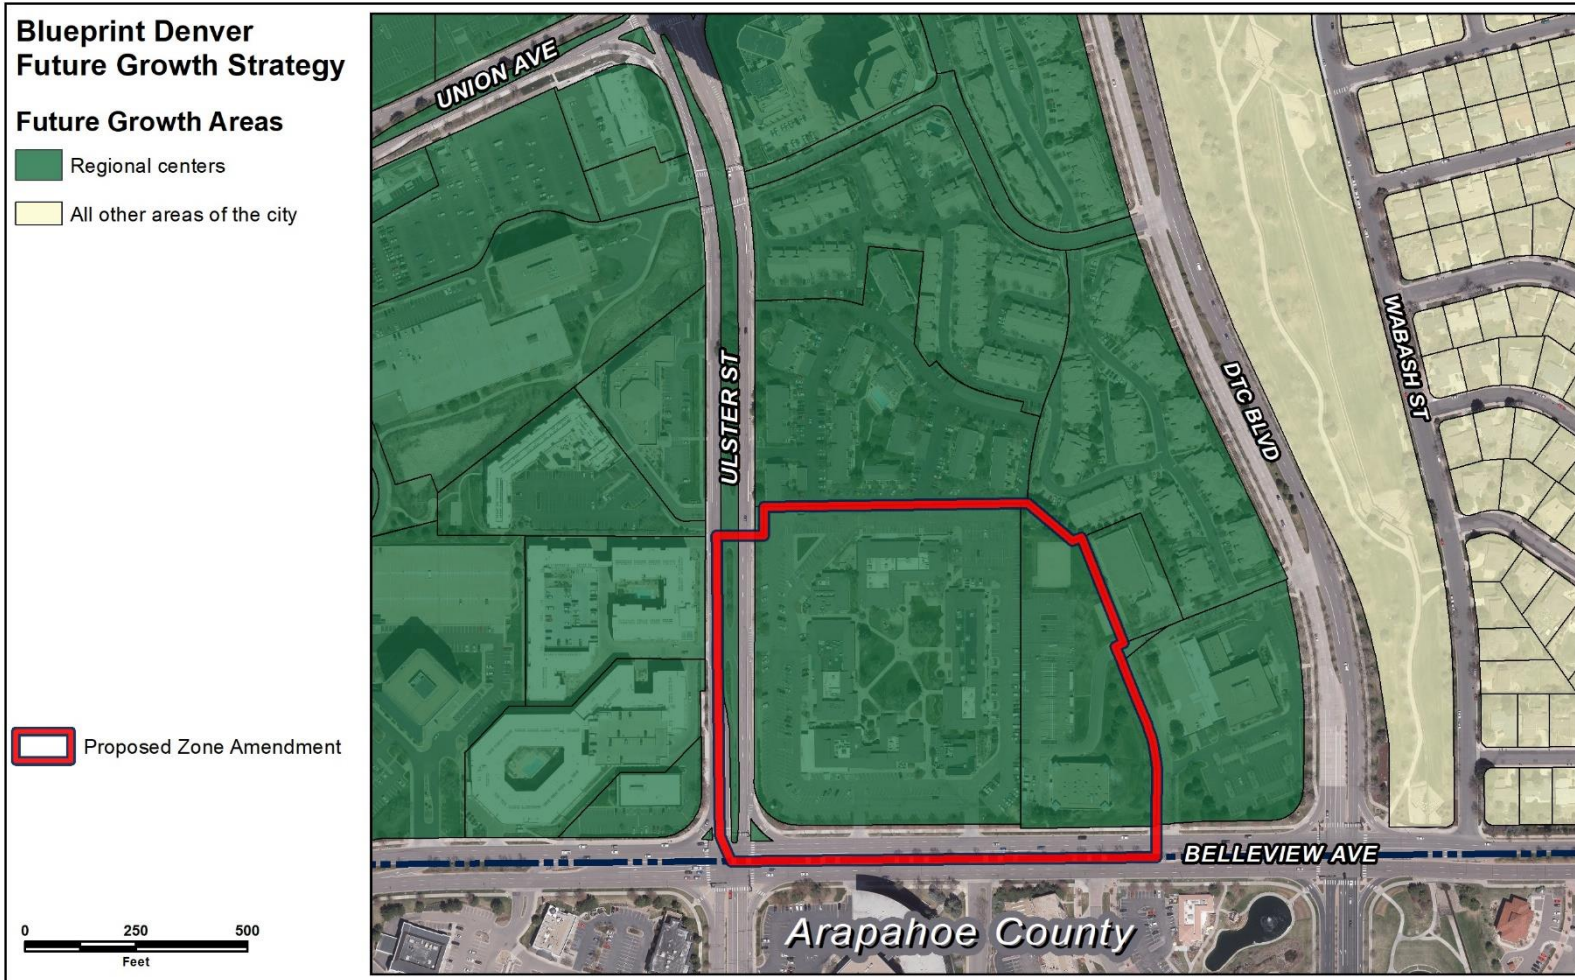 Blueprint Denver
Future Growth Strategy
Future Growth Areas
Regional centers
All other areas of the city
Proposed Zone Amendment
0 250 500
Feet
UNION AVE
ULSTER ST
DTC BLVD
WABASH ST
BELLEVIEW AVE
Arapahoe County